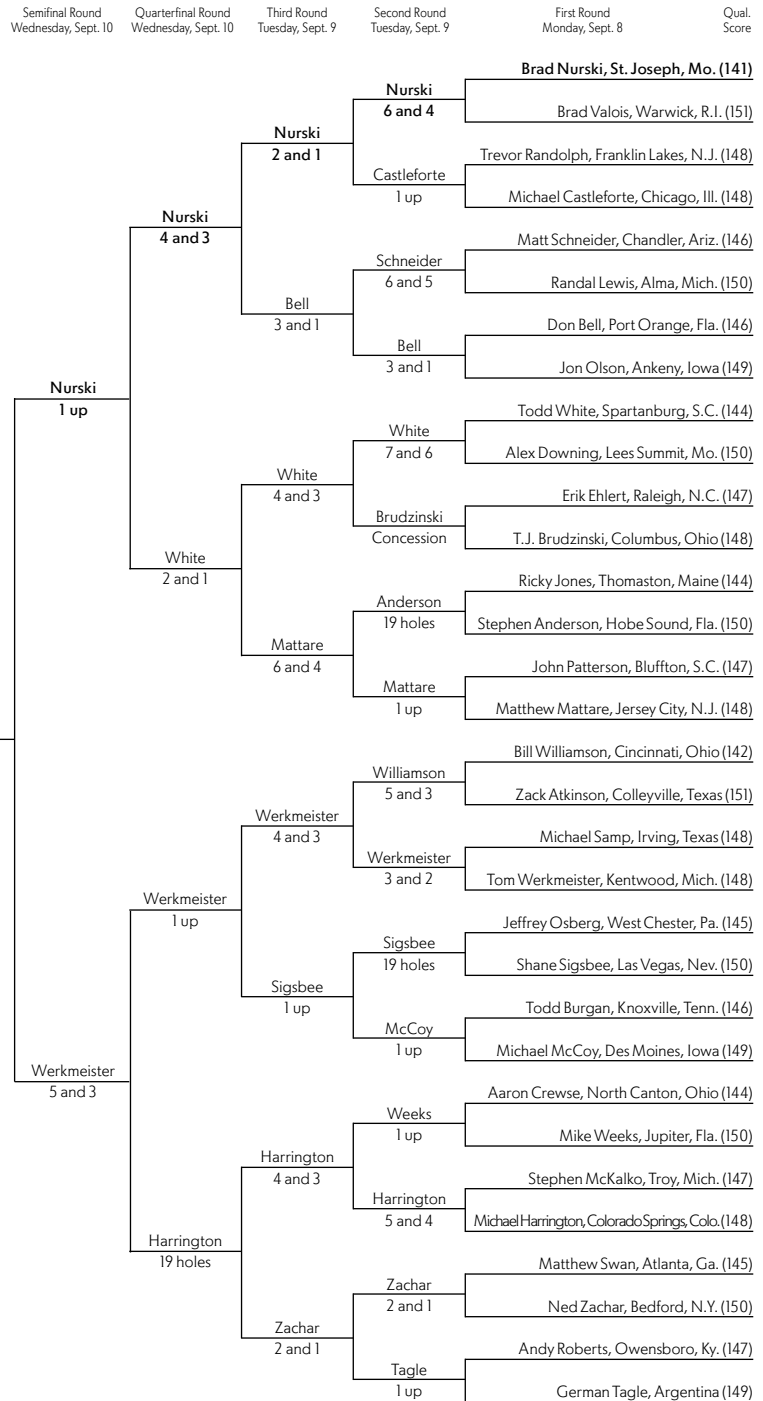 Semifinal Round Quarterfinal Round Third Round Second Round First Round Qual.
Wednesday, Sept. 10 Wednesday, Sept. 10 Tuesday, Sept. 9 Tuesday, Sept. 9 Monday, Sept. 8 Score
Brad Nurski, St. Joseph, Mo. (141)
Nurski
6 and 4
Brad Valois, Warwick, R.I. (151)
Nurski
2 and 1
Trevor Randolph, Franklin Lakes, N.J. (148)
Castleforte
1 up
Michael Castleforte, Chicago, Ill. (148)
Nurski
4 and 3
Matt Schneider, Chandler, Ariz. (146)
Schneider
6 and 5
Randal Lewis, Alma, Mich. (150)
Bell
3 and 1
Don Bell, Port Orange, Fla. (146)
Bell
3 and 1
Jon Olson, Ankeny, Iowa (149)
Nurski
1 up
Todd White, Spartanburg, S.C. (144)
White
7 and 6
Alex Downing, Lees Summit, Mo. (150)
White
4 and 3
Erik Ehlert, Raleigh, N.C. (147)
Brudzinski
Concession
T.J. Brudzinski, Columbus, Ohio (148)
White
2 and 1
Ricky Jones, Thomaston, Maine (144)
Anderson
19 holes
Stephen Anderson, Hobe Sound, Fla. (150)
Mattare
6 and 4
John Patterson, Bluffton, S.C. (147)
Mattare
1 up
Matthew Mattare, Jersey City, N.J. (148)
Bill Williamson, Cincinnati, Ohio (142)
Williamson
5 and 3
Zack Atkinson, Colleyville, Texas (151)
Werkmeister
4 and 3
Michael Samp, Irving, Texas (148)
Werkmeister
3 and 2
Tom Werkmeister, Kentwood, Mich. (148)
Werkmeister
1 up
Jeffrey Osberg, West Chester, Pa. (145)
Sigsbee
19 holes
Shane Sigsbee, Las Vegas, Nev. (150)
Sigsbee
1 up
Todd Burgan, Knoxville, Tenn. (146)
McCoy
1 up
Michael McCoy, Des Moines, Iowa (149)
Werkmeister
5 and 3
Aaron Crewse, North Canton, Ohio (144)
Weeks
1 up
Mike Weeks, Jupiter, Fla. (150)
Harrington
4 and 3
Stephen McKalko, Troy, Mich. (147)
Harrington
5 and 4
Michael Harrington, Colorado Springs, Colo. (148)
Harrington
19 holes
Matthew Swan, Atlanta, Ga. (145)
Zachar
2 and 1
Ned Zachar, Bedford, N.Y. (150)
Zachar
2 and 1
Andy Roberts, Owensboro, Ky. (147)
Tagle
1 up
German Tagle, Argentina (149)